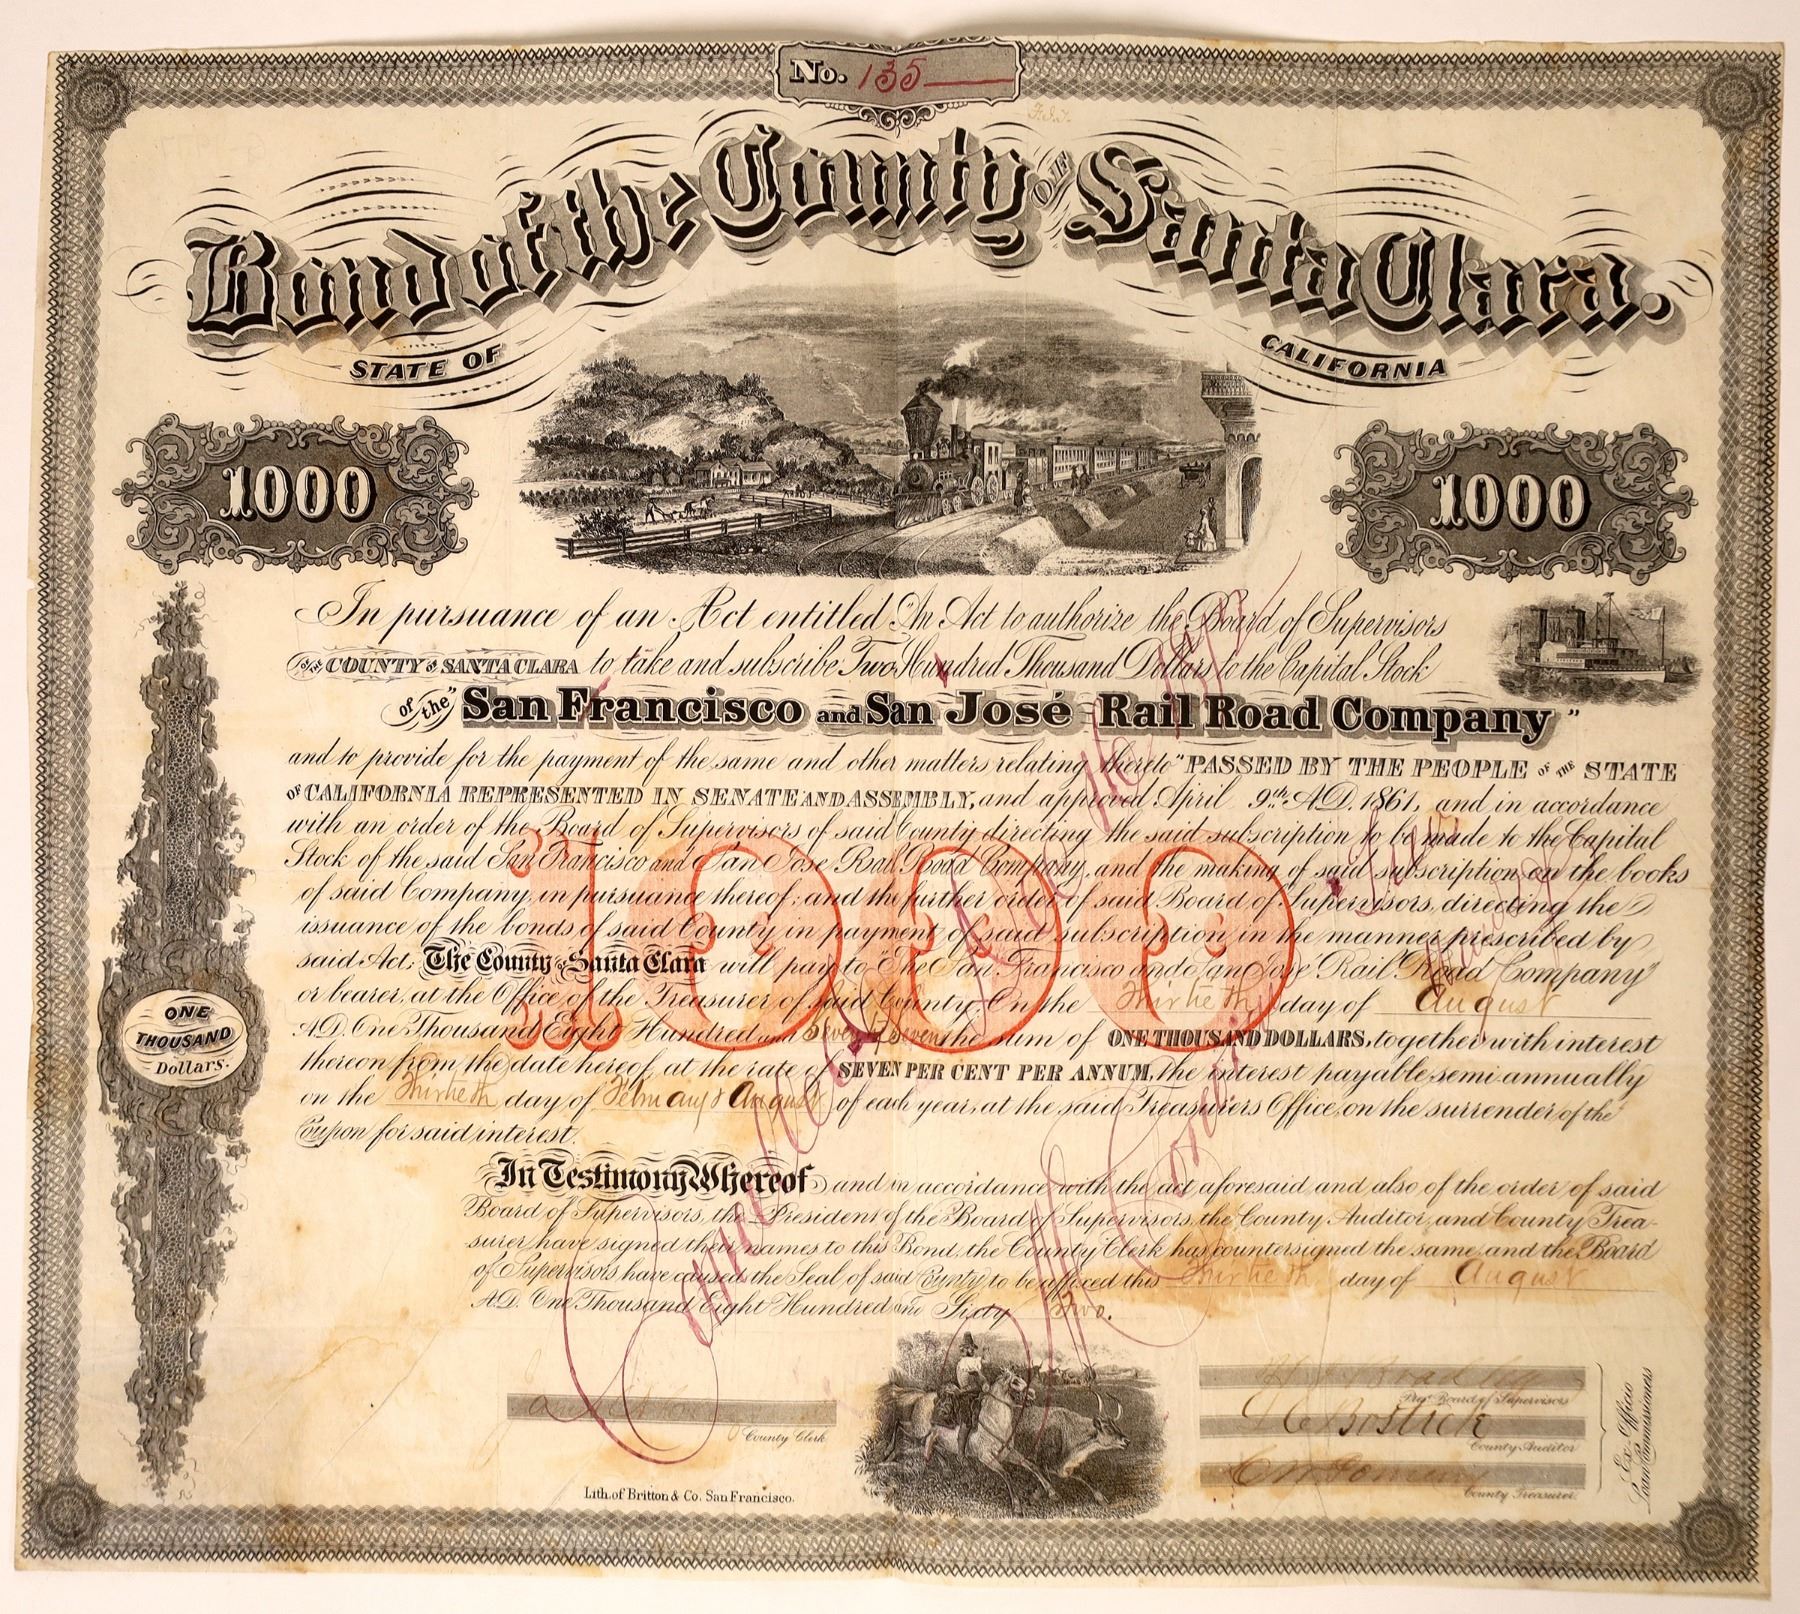 No. 135
F.J.T.
Bond of the County OF Santa Clara.
STATE OF CALIFORNIA
1000 1000
In pursuance of an Act entitled "An Act to authorize the Board of Supervisors
OF THE COUNTY OF SANTA CLARA to take and subscribe Two Hundred Thousand Dollars to the Capital Stock
of the "San Francisco and San José Rail Road Company"
and to provide for the payment of the same and other matters relating thereto" PASSED BY THE PEOPLE OF THE STATE
OF CALIFORNIA REPRESENTED IN SENATE AND ASSEMBLY, and approved April 9th A.D. 1861, and in accordance
with an order of the Board of Supervisors of said County directing the said subscription to be made to the Capital
Stock of the said San Francisco and San Jose Rail Road Company, and the making of said subscription on the books
of said Company, in pursuance thereof; and the further order of said Board of Supervisors, directing the
issuance of the bonds of said County in payment of said subscription in the manner prescribed by
said Act; The County of Santa Clara will pay to "The San Francisco and San Jose Rail Road Company"
or bearer, at the Office of the Treasurer of said County, On the Thirtieth day of August
A.D. One Thousand Eight Hundred and Seventy seven the sum of ONE THOUSAND DOLLARS, together with interest
thereon from the date hereof, at the rate of SEVEN PER CENT PER ANNUM, the interest payable semi annually
on the Thirtieth day of February & August of each year, at the said Treasurers Office, on the surrender of the
Coupon for said interest.
1000
ONE
THOUSAND
Dollars.
In Testimony Whereof, and in accordance with the act aforesaid, and also of the order of said
Board of Supervisors, the President of the Board of Supervisors, the County Auditor, and County Trea-
surer, have signed their names to this Bond, the County Clerk has countersigned the same, and the Board
of Supervisors have caused the Seal of said County to be affixed this Thirtieth day of August
A.D. One Thousand Eight Hundred and Sixty Two.
Cancelled
County Clerk
Bradley
Prest. Board of Supervisors
Bostick
County Auditor
County Treasurer.
Ex Officio
Loan Commissioners
Lith. of Britton & Co. San Francisco.